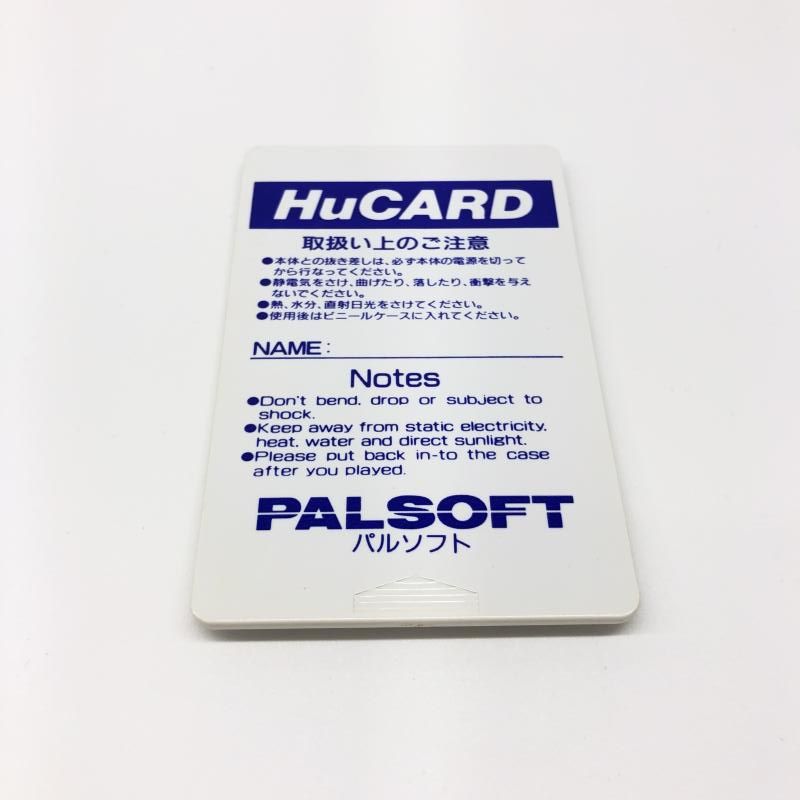 HuCARD
取扱い上のご注意
●本体との抜き差しは、必ず本体の電源を切って
から行なってください。
●静電気をさけ、曲げたり、落したり、衝撃を与え
ないでください。
●熱、水分、直射日光をさけてください。
●使用後はビニールケースに入れてください。
NAME:
Notes
●Don't bend, drop or subject to
shock.
●Keep away from static electricity,
heat, water and direct sunlight.
●Please put back in-to the case
after you played.
PALSOFT
パルソフト